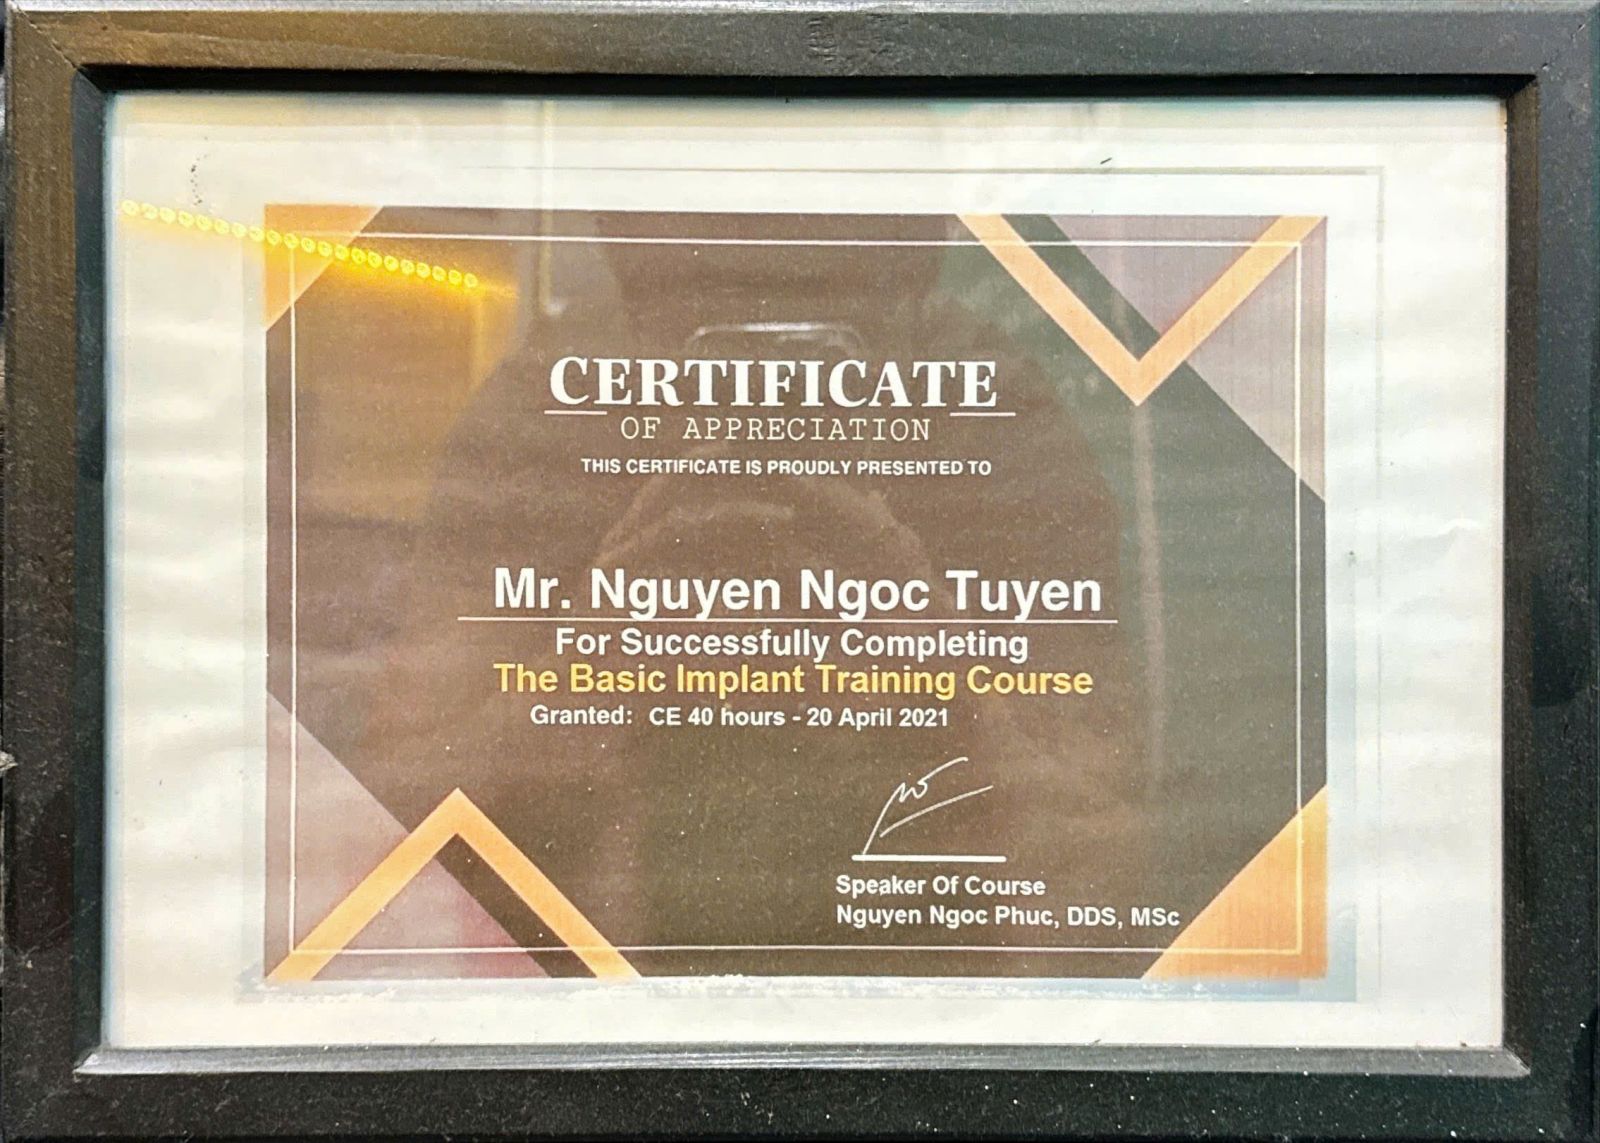 CERTIFICATE
OF APPRECIATION
THIS CERTIFICATE IS PROUDLY PRESENTED TO
Mr. Nguyen Ngoc Tuyen
For Successfully Completing
The Basic Implant Training Course
Granted: CE 40 hours - 20 April 2021
Speaker Of Course
Nguyen Ngoc Phuc, DDS, MSc